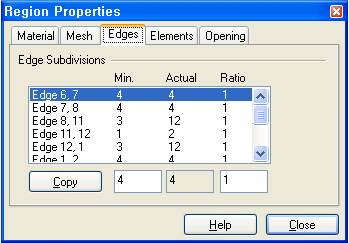 Region Properties
Material Mesh Edges Elements Opening
Edge Subdivisions
Min. Actual Ratio
Edge 6, 7 4 4 1
Edge 7, 8 4 4 1
Edge 8, 11 3 12 1
Edge 11, 12 1 2 1
Edge 12, 1 3 12 1
Edge 1, 2 4 4 1
Copy 4 4 1
Help Close